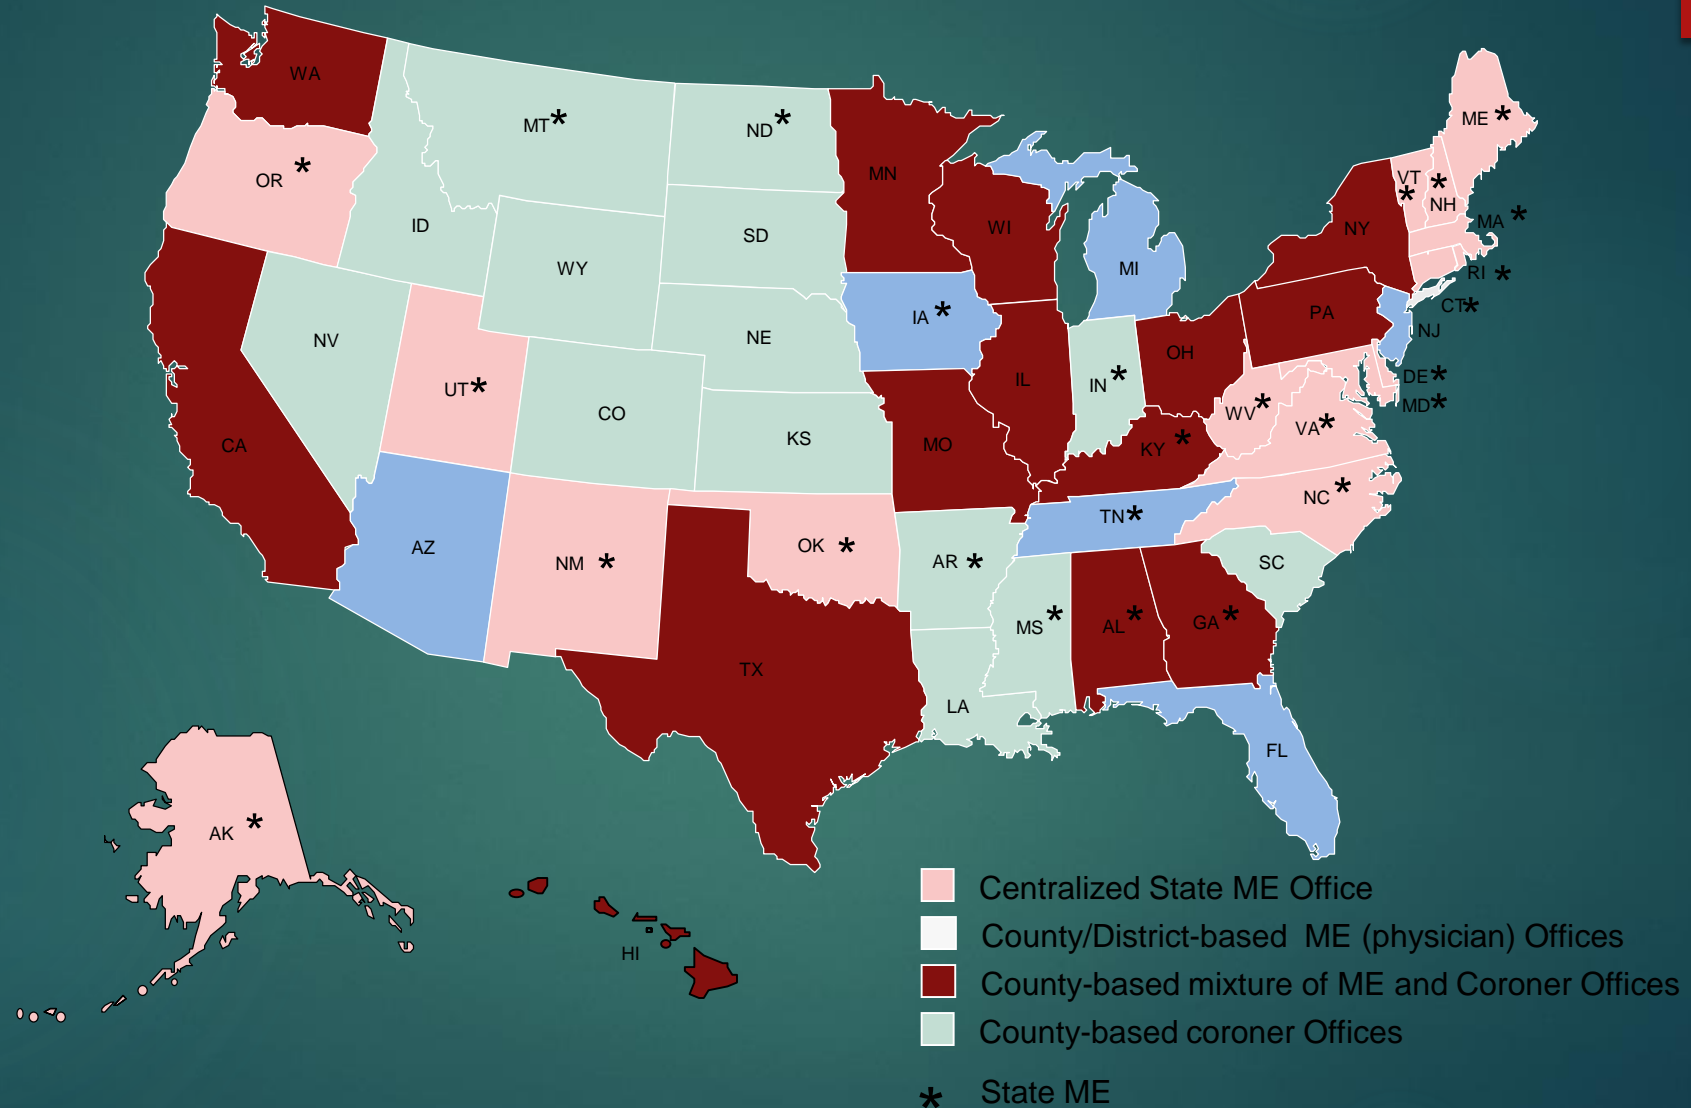 WA
MT*
ND*
MN
ME *
OR *
ID
SD
WY
WI
MI
NY
VT
*
*
NH
MA *
RI *
CT*
NJ
PA
IA *
NE
NV
UT*
CO
KS
CA
MO
IL
IN *
OH
DE*
MD*
WV*
VA*
KY *
NC *
TN*
AZ
NM *
OK *
AR *
SC
MS *
AL *
GA *
TX
LA
FL
AK *
HI
Centralized State ME Office
County/District-based ME (physician) Offices
County-based mixture of ME and Coroner Offices
County-based coroner Offices
* State ME